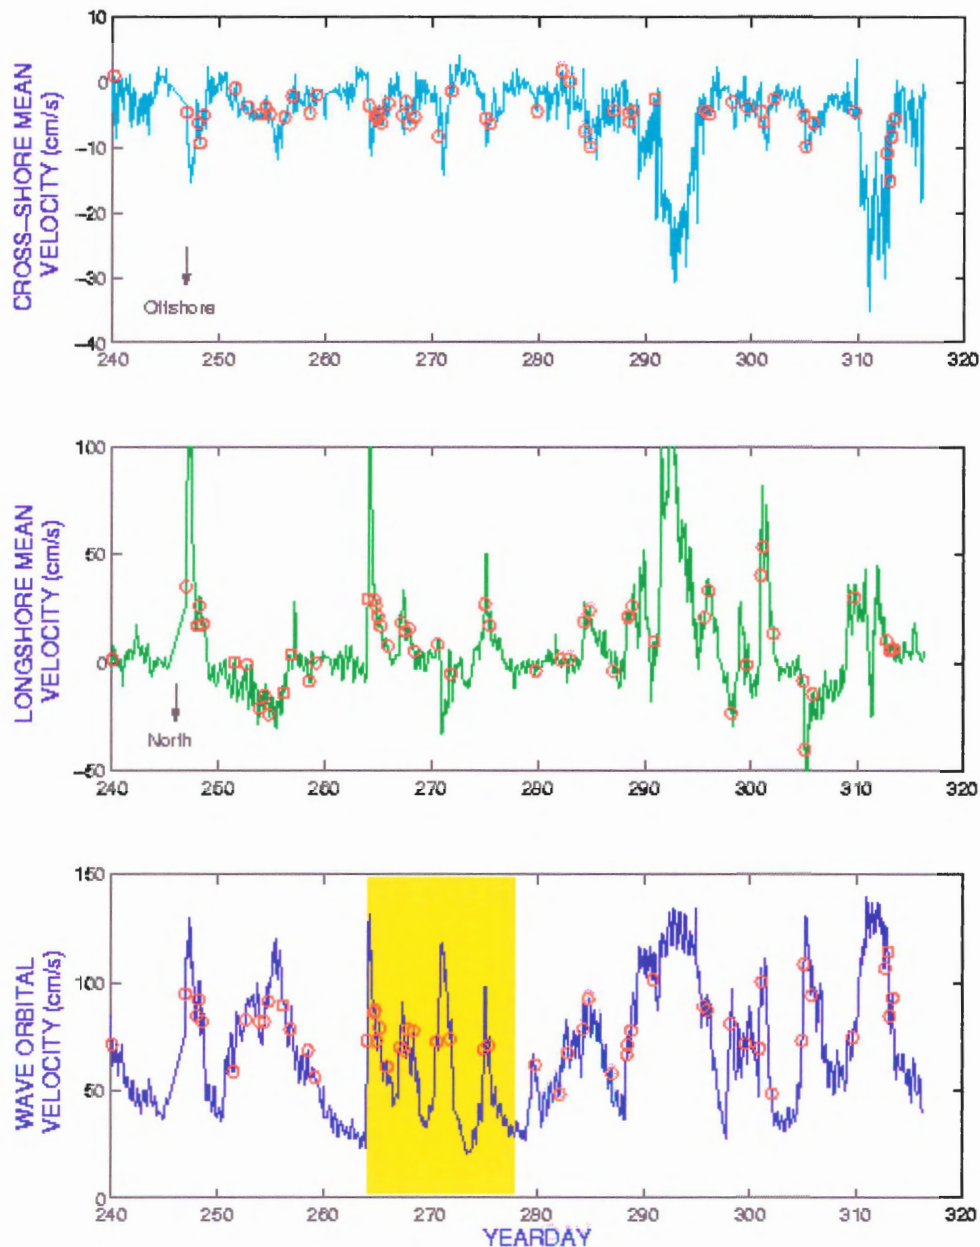 CROSS–SHORE MEAN
VELOCITY (cm/s)
10
0
–10
–20
–30
–40
Offshore
240 250 260 270 280 290 300 310 320
LONGSHORE MEAN
VELOCITY (cm/s)
100
50
0
–50
North
240 250 260 270 280 290 300 310 320
WAVE ORBITAL
VELOCITY (cm/s)
150
100
50
0
240 250 260 270 280 290 300 310 320
YEARDAY